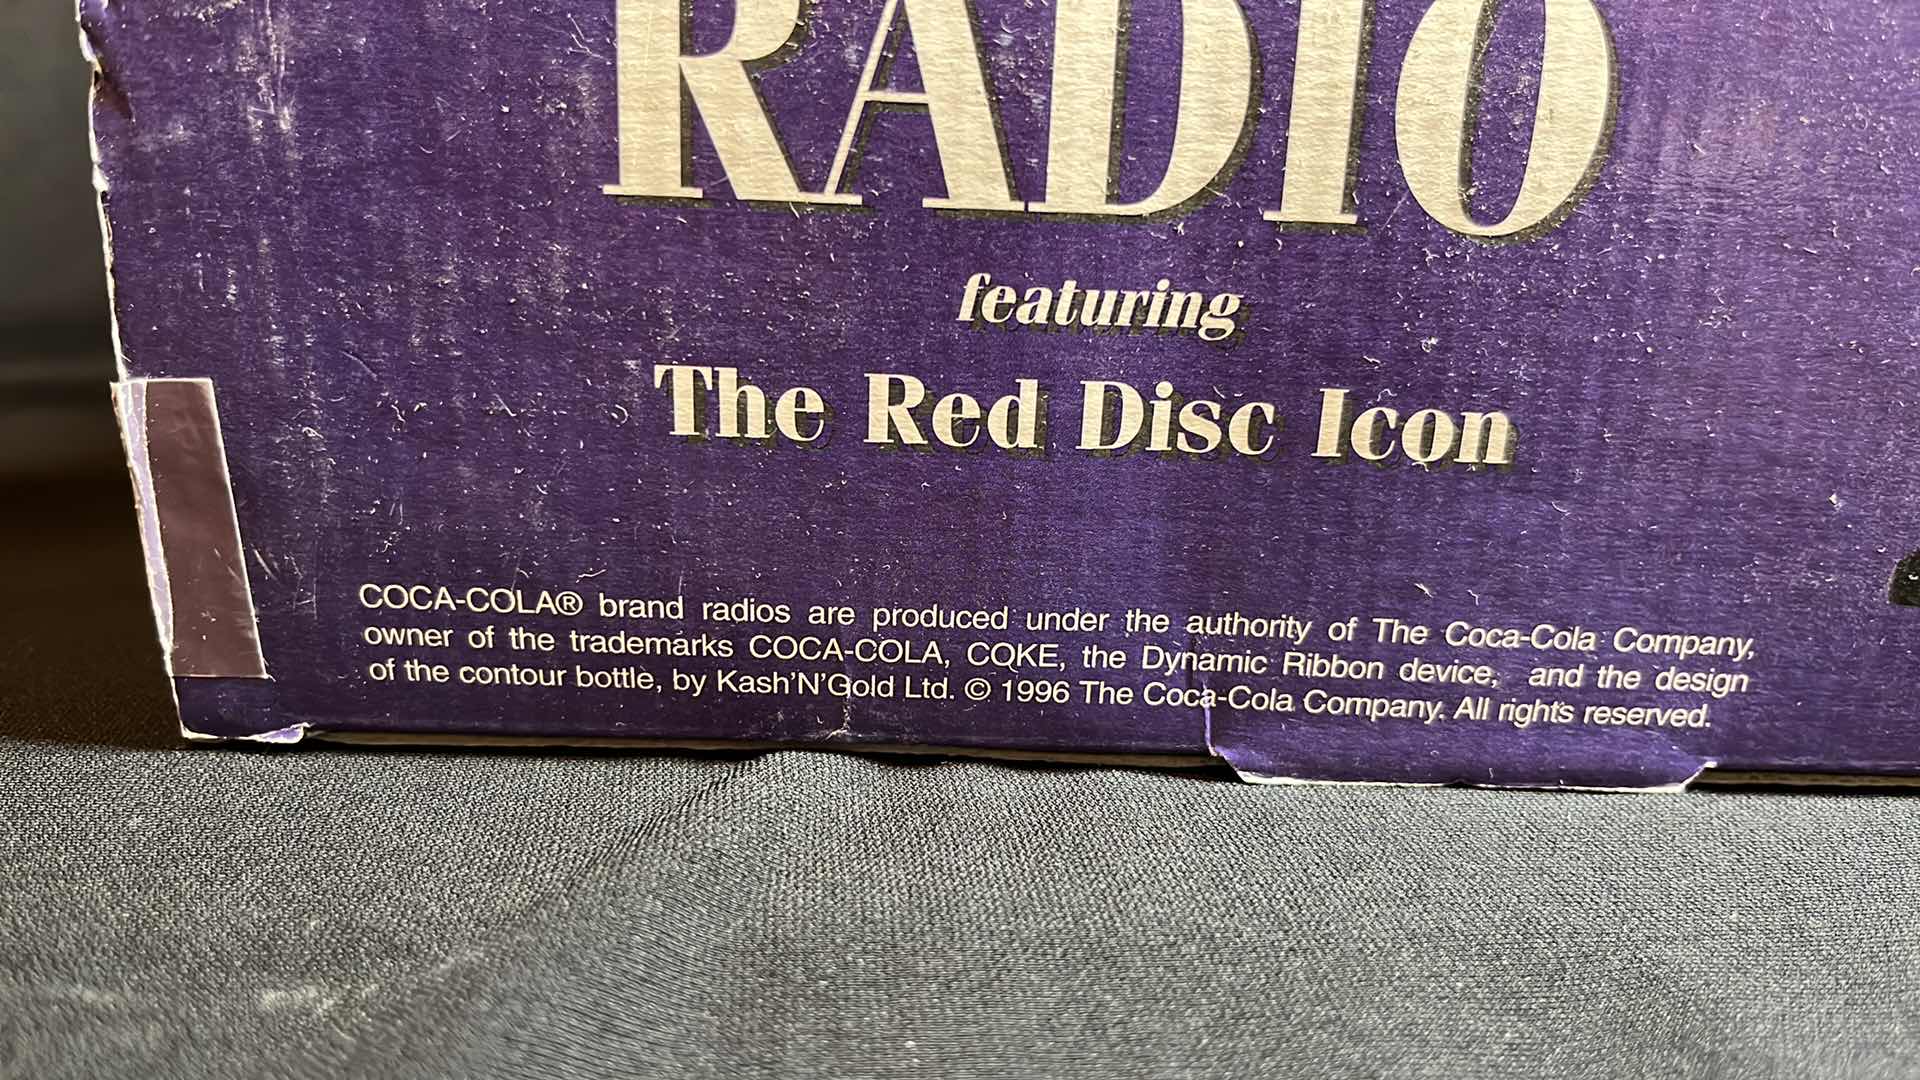 RADIO
featuring
The Red Disc Icon
COCA-COLA® brand radios are produced under the authority of The Coca-Cola Company,
owner of the trademarks COCA-COLA, COKE, the Dynamic Ribbon device, and the design
of the contour bottle, by Kash'N'Gold Ltd. © 1996 The Coca-Cola Company. All rights reserved.